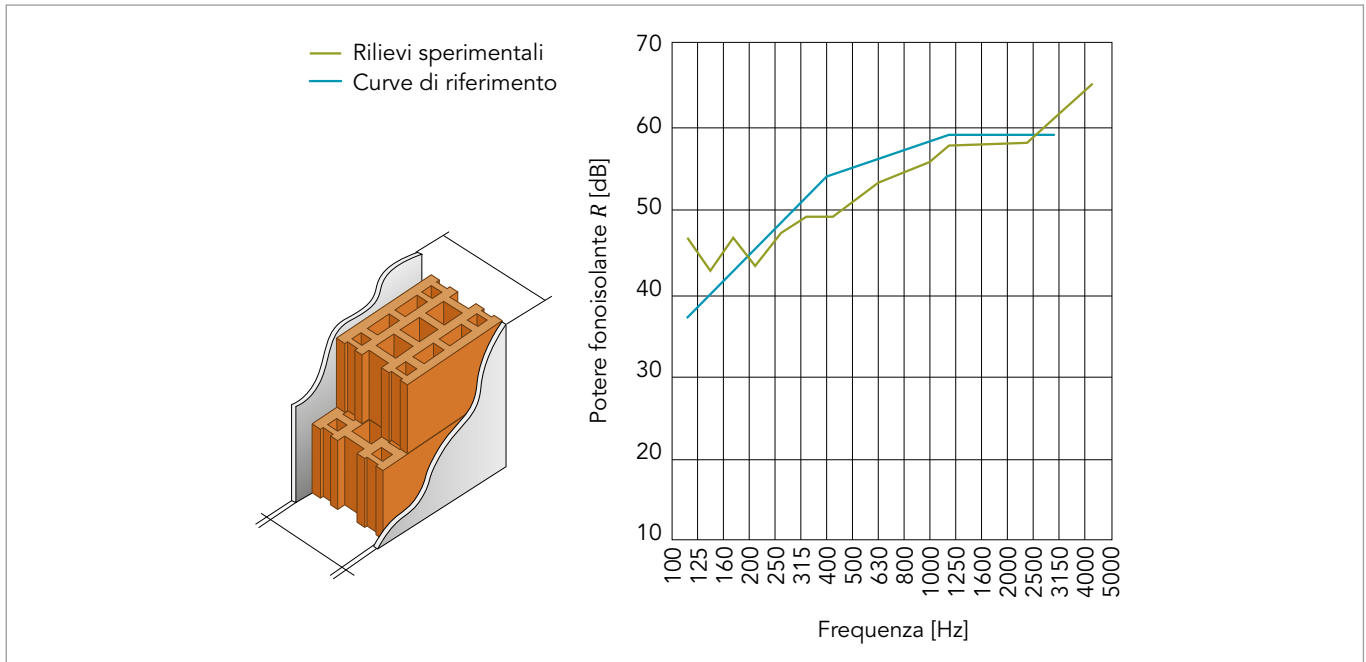 Rilievi sperimentali
Curve di riferimento
Potere fonoisolante R [dB]
70
60
50
40
30
20
10
100 125 160 200 250 315 400 500 630 800 1000 1250 1600 2000 2500 3150 4000 5000
Frequenza [Hz]